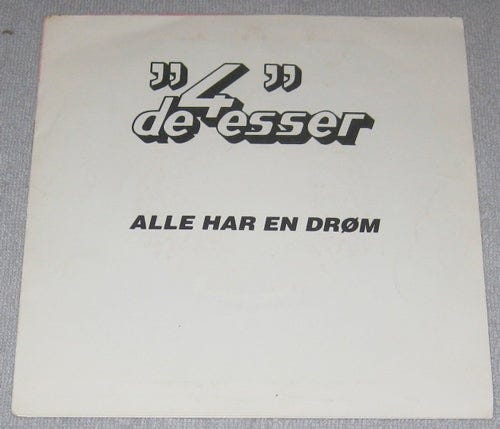 ”4”
de esser
ALLE HAR EN DRØM